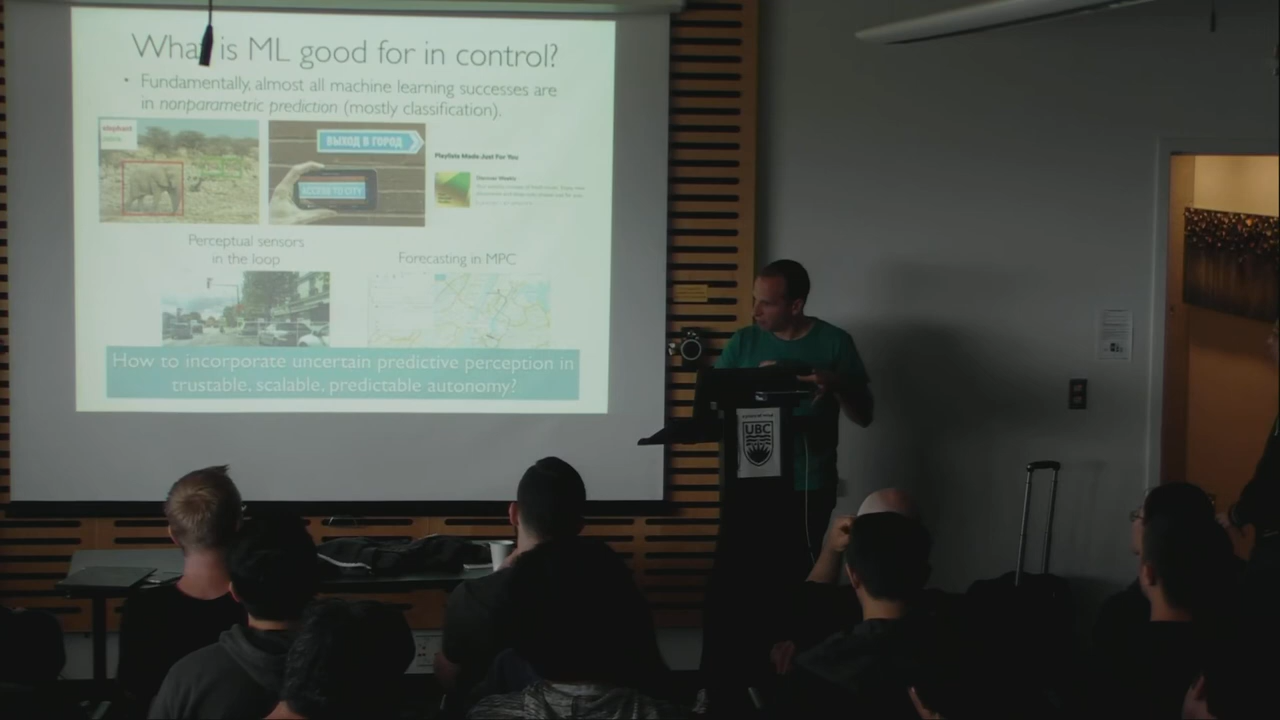 What is ML good for in control?
• Fundamentally, almost all machine learning successes are
in nonparametric prediction (mostly classification).
elephant
ВЫХОД В ГОРОД
ACCESS TO CITY
Playlists Made Just For You
Discover Weekly
Perceptual sensors
in the loop
Forecasting in MPC
How to incorporate uncertain predictive perception in
trustable, scalable, predictable autonomy?
UBC